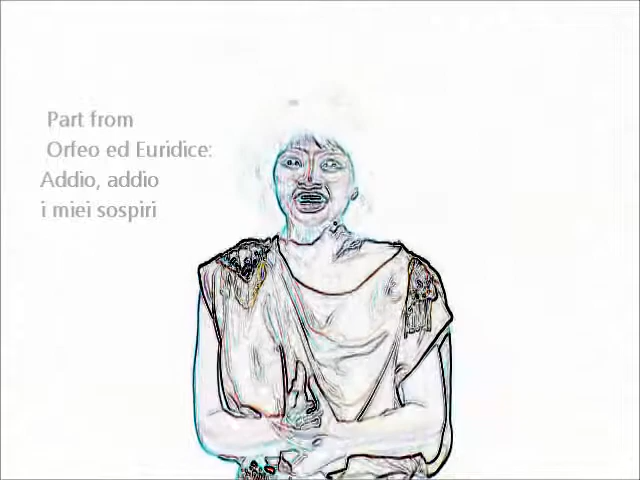 Part from
Orfeo ed Euridice:
Addio, addio
i miei sospiri